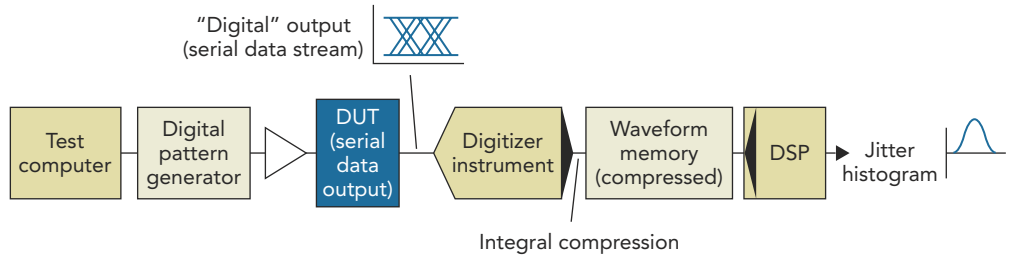 “Digital” output
(serial data stream)
Test
computer
Digital
pattern
generator
DUT
(serial
data
output)
Digitizer
instrument
Waveform
memory
(compressed)
DSP
Jitter
histogram
Integral compression